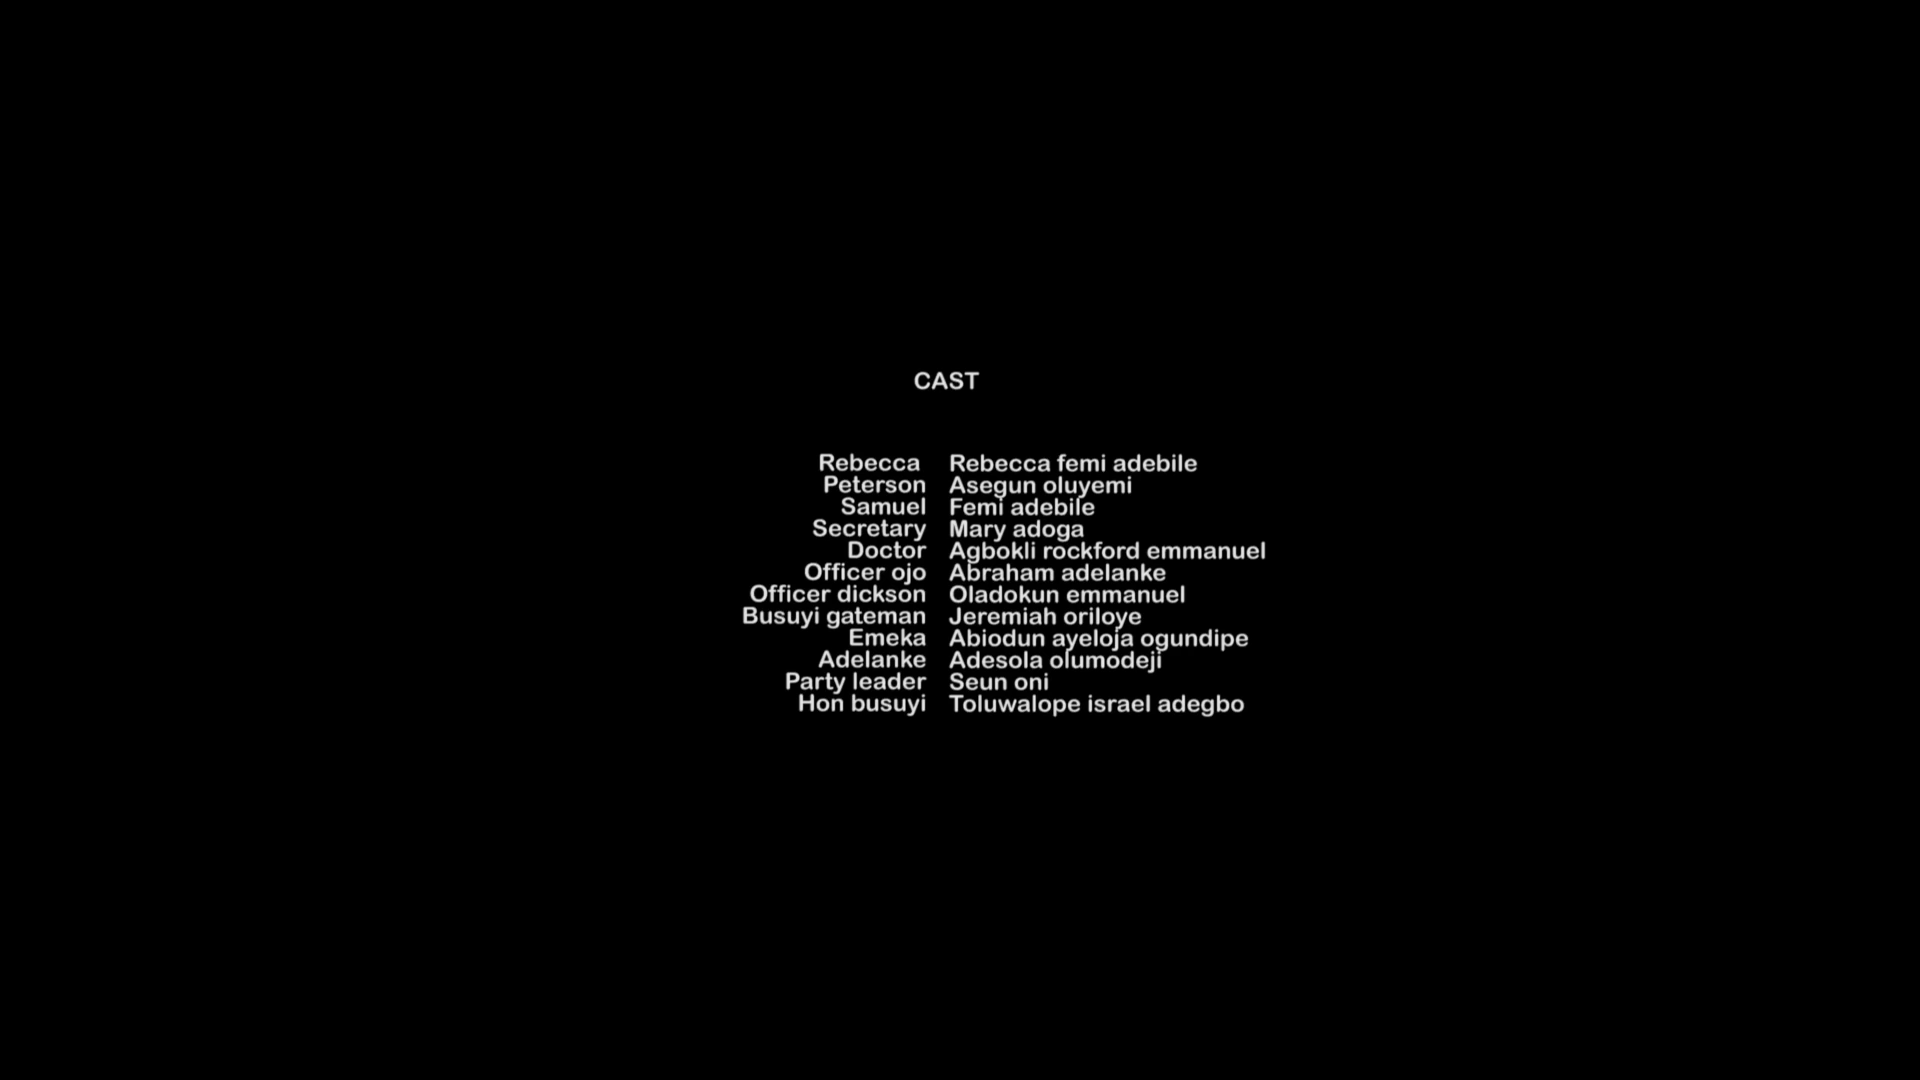 CAST
Rebecca Rebecca femi adebile
Peterson Asegun oluyemi
Samuel Femi adebile
Secretary Mary adoga
Doctor Agbokli rockford emmanuel
Officer ojo Abraham adelanke
Officer dickson Oladokun emmanuel
Busuyi gateman Jeremiah oriloye
Emeka Abiodun ayeloja ogundipe
Adelanke Adesola olumodeji
Party leader Seun oni
Hon busuyi Toluwalope israel adegbo